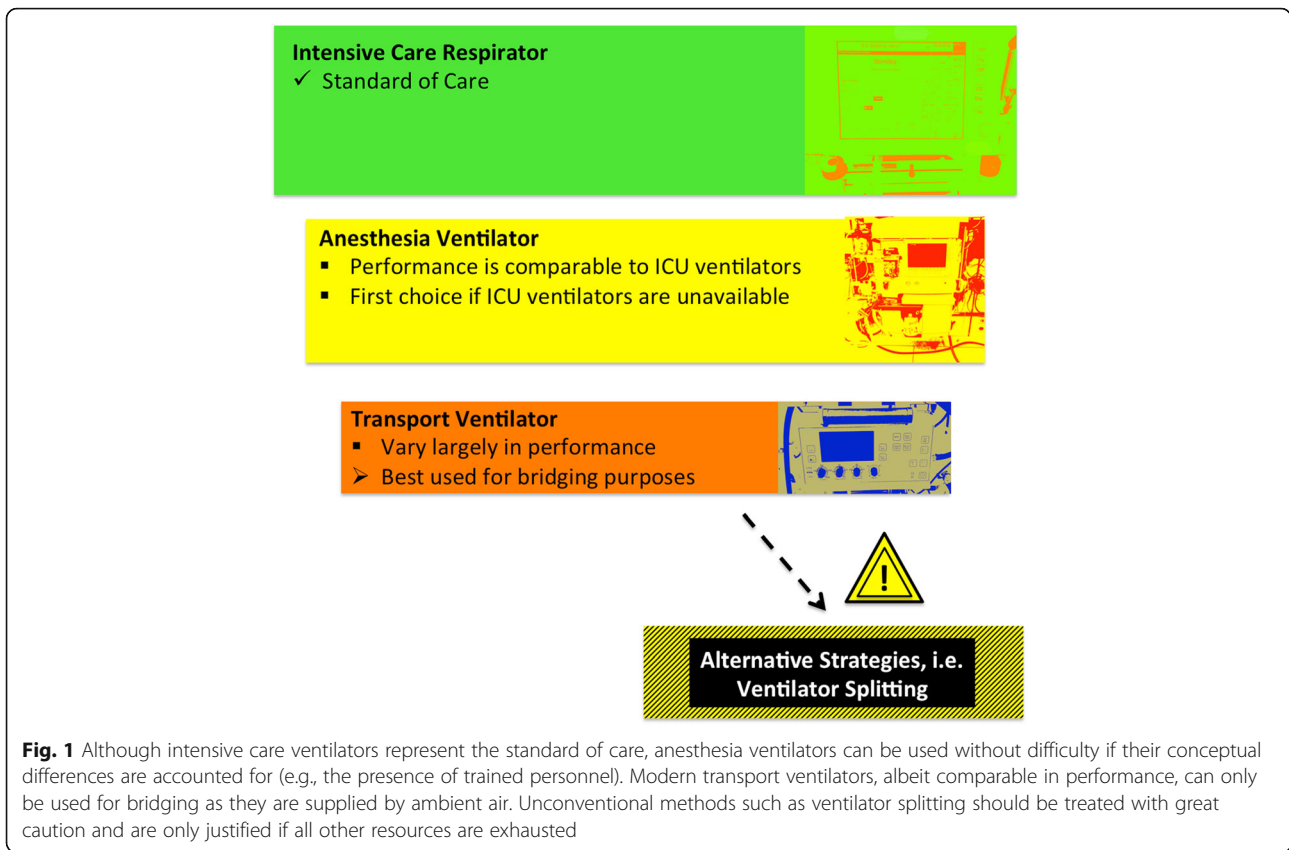 Intensive Care Respirator
✓ Standard of Care
Anesthesia Ventilator
▪ Performance is comparable to ICU ventilators
▪ First choice if ICU ventilators are unavailable
Transport Ventilator
▪ Vary largely in performance
➢ Best used for bridging purposes
!
Alternative Strategies, i.e.
Ventilator Splitting
Fig. 1 Although intensive care ventilators represent the standard of care, anesthesia ventilators can be used without difficulty if their conceptual
differences are accounted for (e.g., the presence of trained personnel). Modern transport ventilators, albeit comparable in performance, can only
be used for bridging as they are supplied by ambient air. Unconventional methods such as ventilator splitting should be treated with great
caution and are only justified if all other resources are exhausted